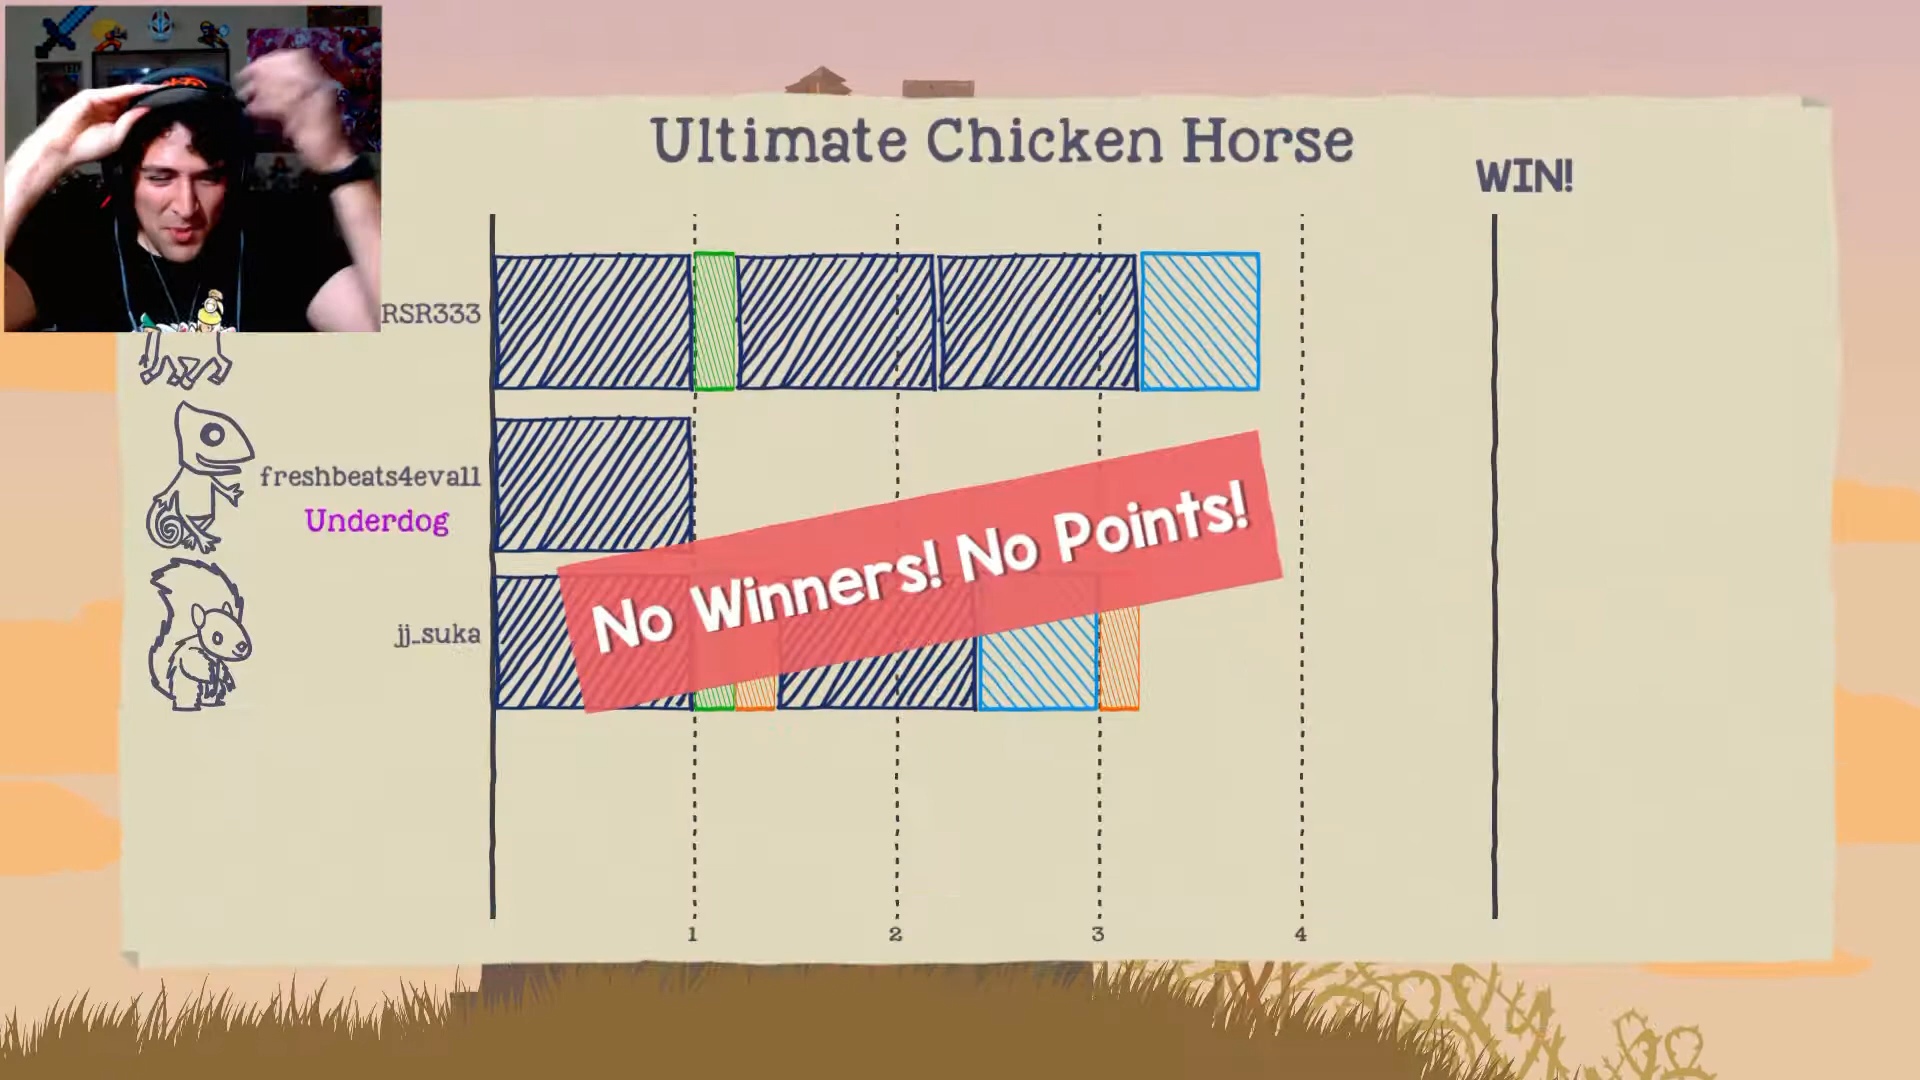 Ultimate Chicken Horse
WIN!
RSR333
freshbeats4evall
Underdog
No Winners! No Points!
jj_suka
1 2 3 4